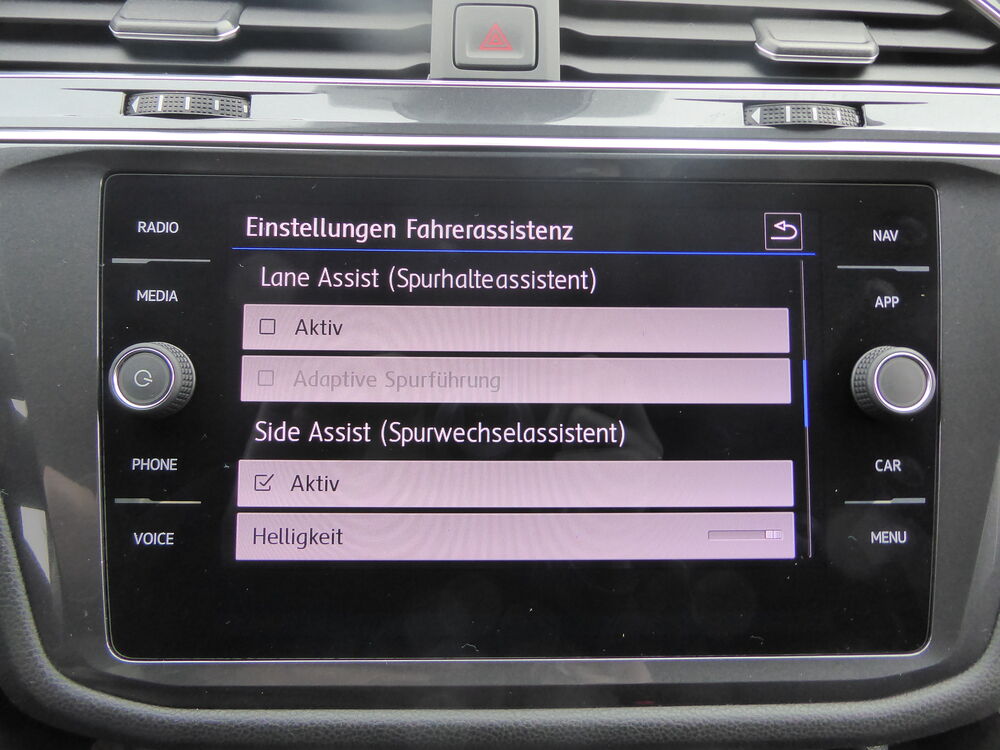 RADIO
MEDIA
PHONE
VOICE
Einstellungen Fahrerassistenz
Lane Assist (Spurhalteassistent)
Aktiv
Adaptive Spurführung
Side Assist (Spurwechselassistent)
Aktiv
Helligkeit
NAV
APP
CAR
MENU